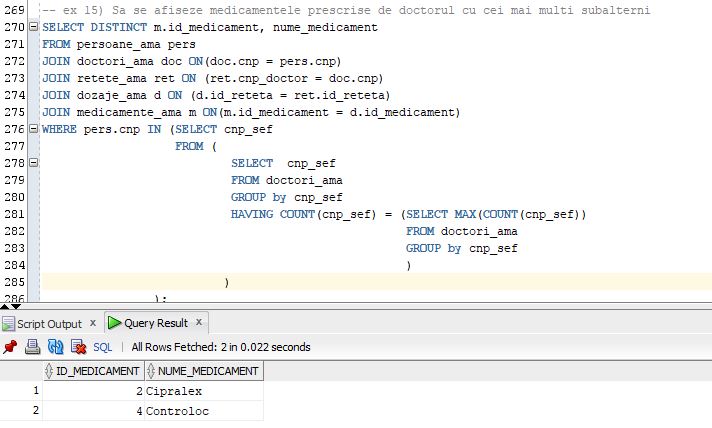 269 -- ex 15) Sa se afiseze medicamentele prescrise de doctorul cu cei mai multi subalterni
270 SELECT DISTINCT m.id_medicament, nume_medicament
271 FROM persoane_ama pers
272 JOIN doctori_ama doc ON(doc.cnp = pers.cnp)
273 JOIN retete_ama ret ON (ret.cnp_doctor = doc.cnp)
274 JOIN dozaje_ama d ON (d.id_reteta = ret.id_reteta)
275 JOIN medicamente_ama m ON(m.id_medicament = d.id_medicament)
276 WHERE pers.cnp IN (SELECT cnp_sef
277 FROM (
278 SELECT  cnp_sef
279 FROM doctori_ama
280 GROUP by cnp_sef
281 HAVING COUNT(cnp_sef) = (SELECT MAX(COUNT(cnp_sef))
282 FROM doctori_ama
283 GROUP by cnp_sef
284 )
285 )
286 );
Script Output x Query Result x
SQL | All Rows Fetched: 2 in 0.022 seconds
ID_MEDICAMENT NUME_MEDICAMENT
1 2 Cipralex
2 4 Controloc